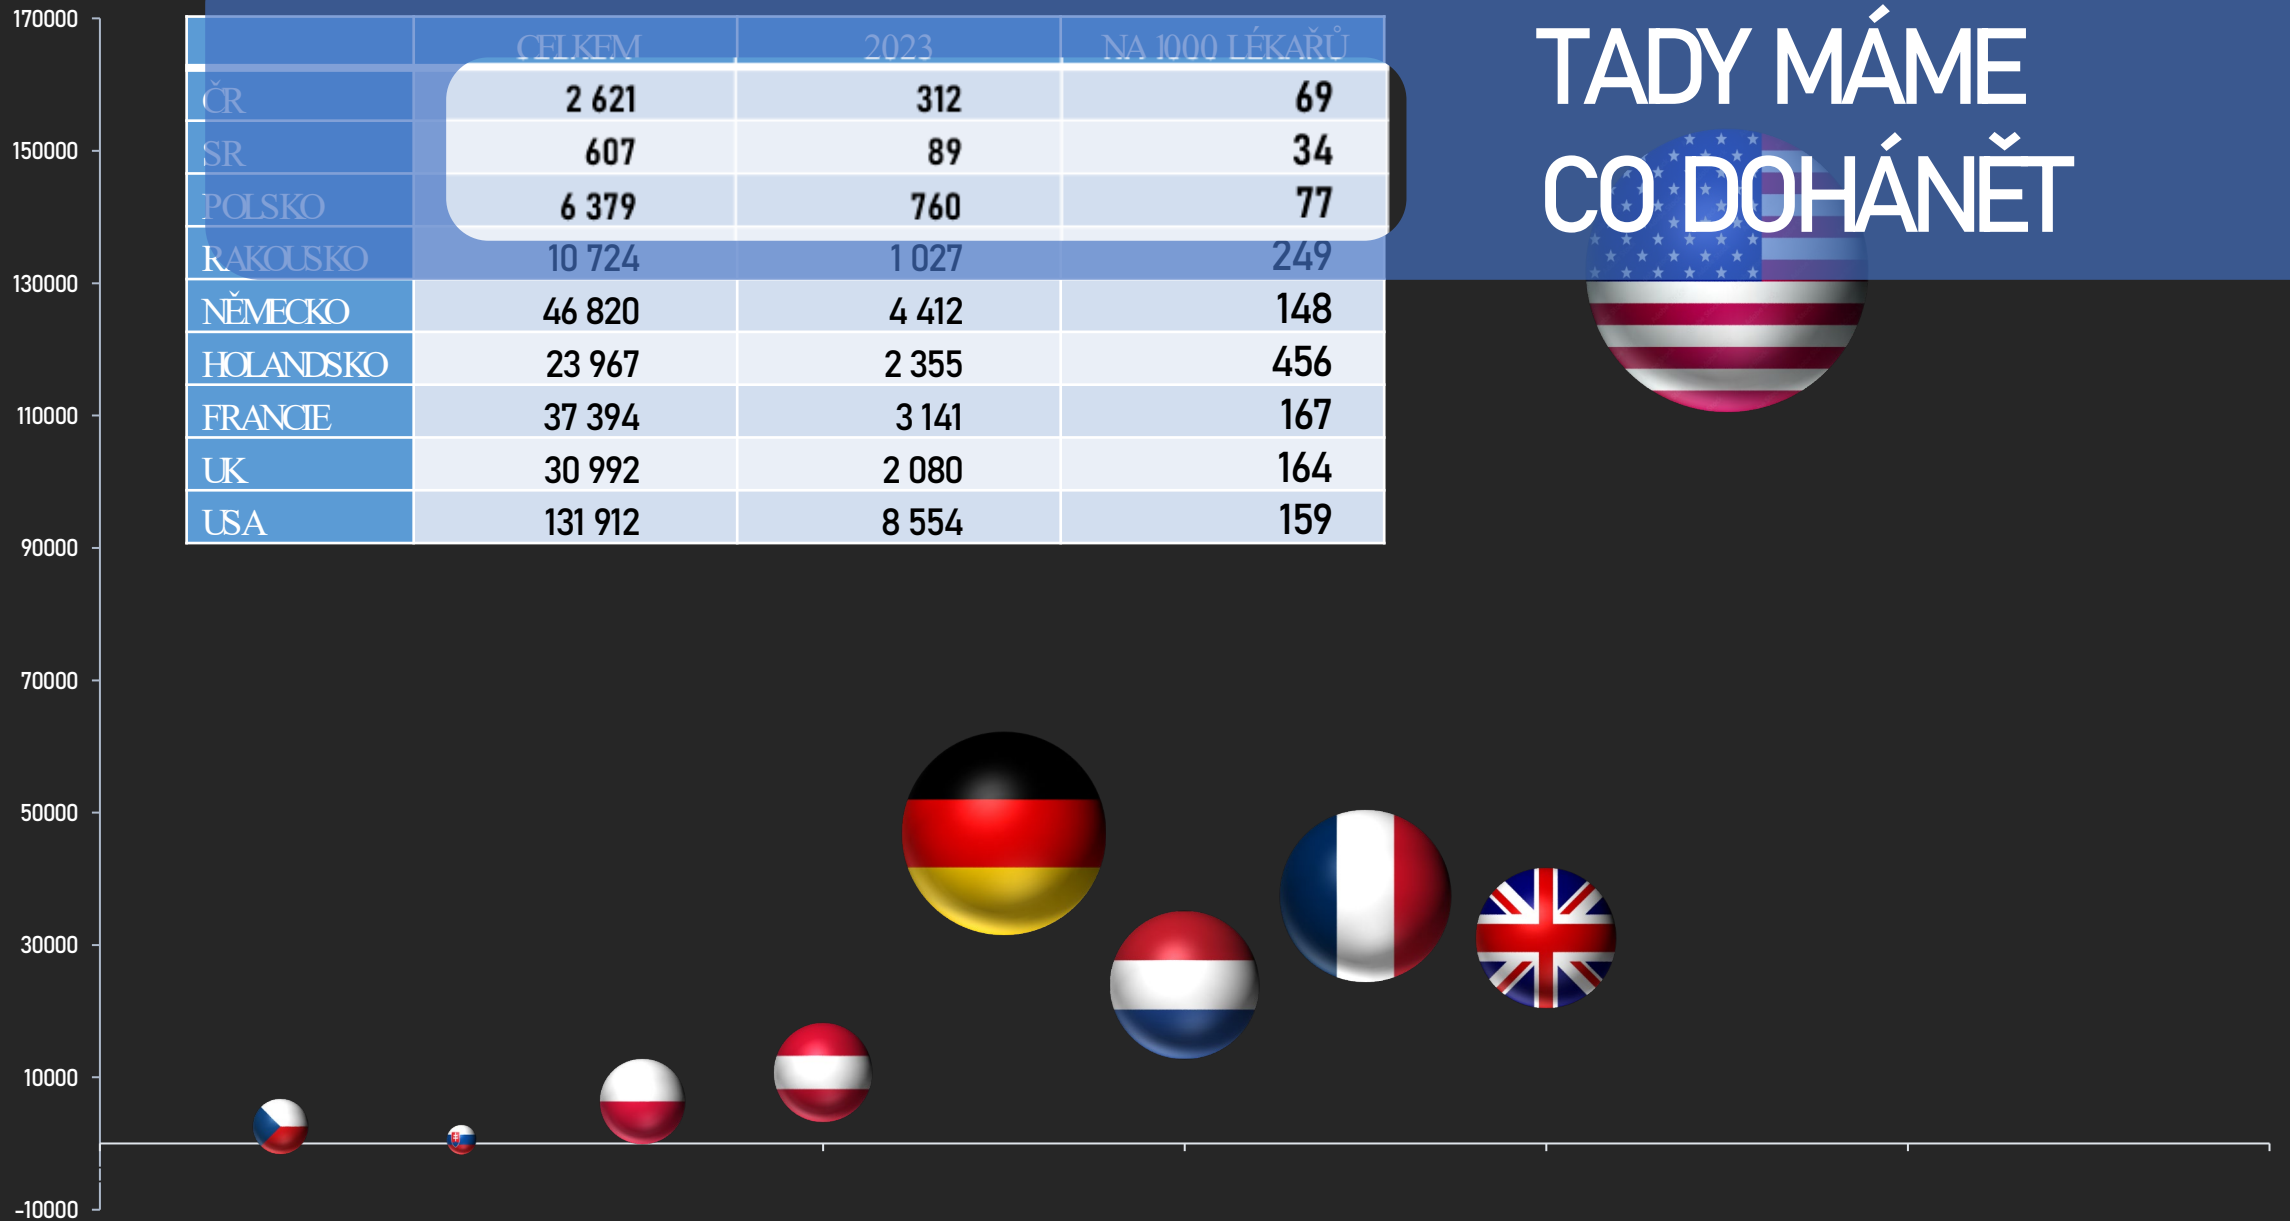 TADY MÁME
CO DOHÁNĚT
CELKEM 2023 NA 1000 LÉKAŘŮ
ČR 2 621 312 69
SR 607 89 34
POLSKO 6 379 760 77
RAKOUSKO 10 724 1 027 249
NĚMECKO 46 820 4 412 148
HOLANDSKO 23 967 2 355 456
FRANCIE 37 394 3 141 167
UK 30 992 2 080 164
USA 131 912 8 554 159
170000
150000
130000
110000
90000
70000
50000
30000
10000
-10000